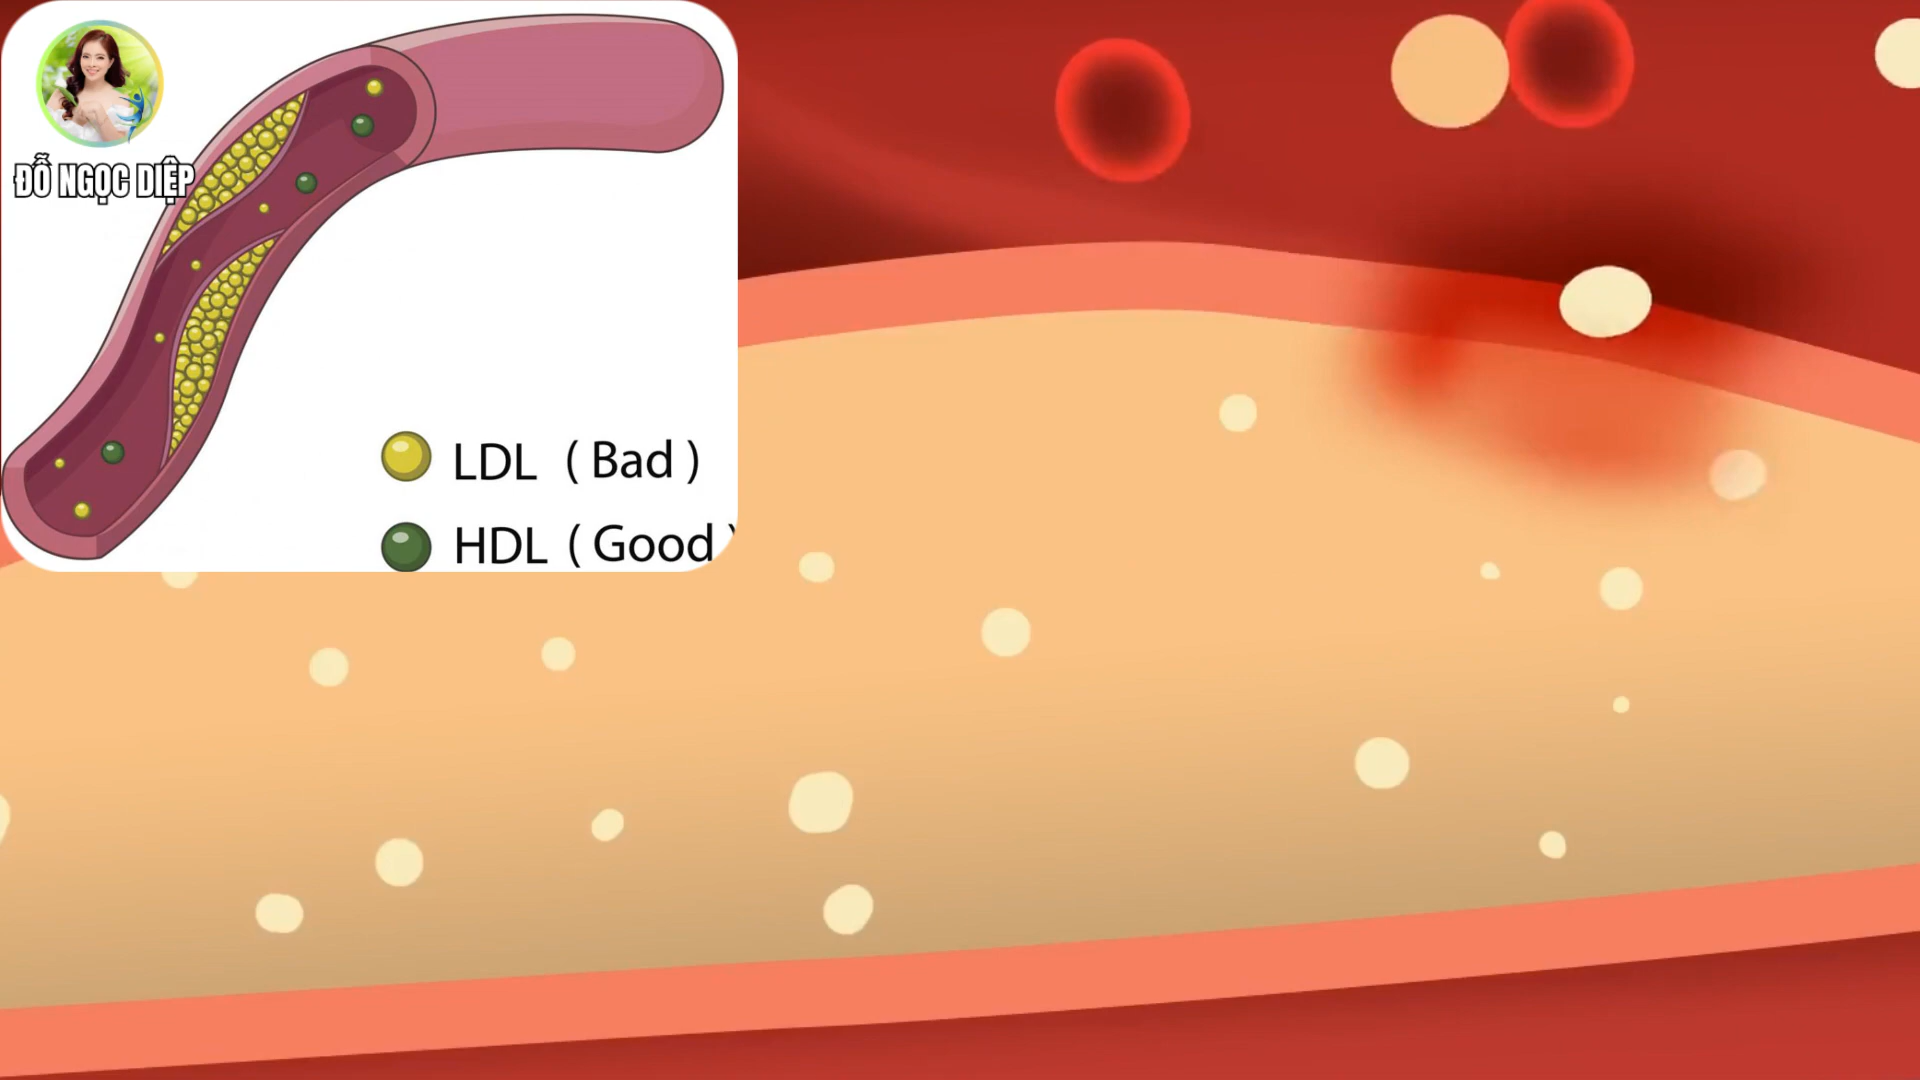 ĐỖ NGỌC DIỆP
LDL ( Bad )
HDL ( Good )